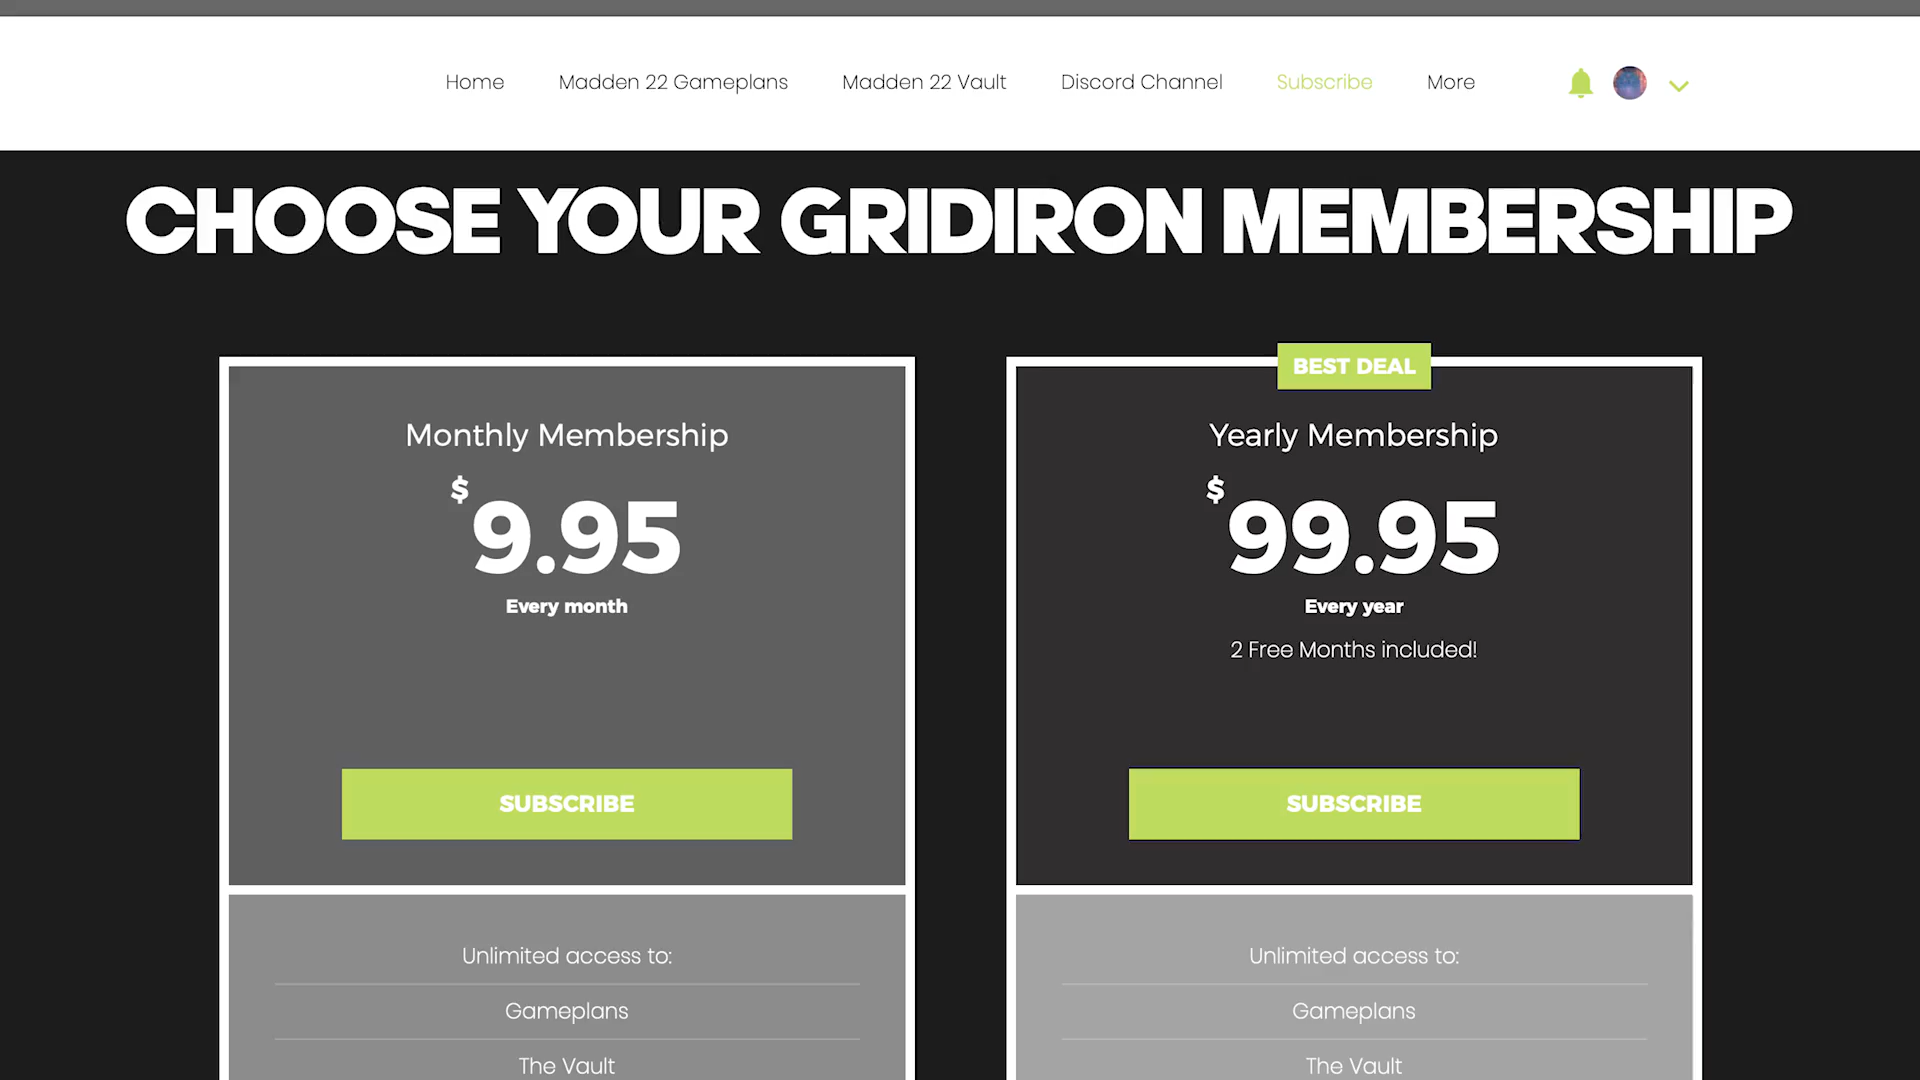 Home Madden 22 Gameplans Madden 22 Vault Discord Channel Subscribe More
CHOOSE YOUR GRIDIRON MEMBERSHIP
Monthly Membership
$9.95
Every month
SUBSCRIBE
Unlimited access to:
Gameplans
The Vault
BEST DEAL
Yearly Membership
$99.95
Every year
2 Free Months included!
SUBSCRIBE
Unlimited access to:
Gameplans
The Vault